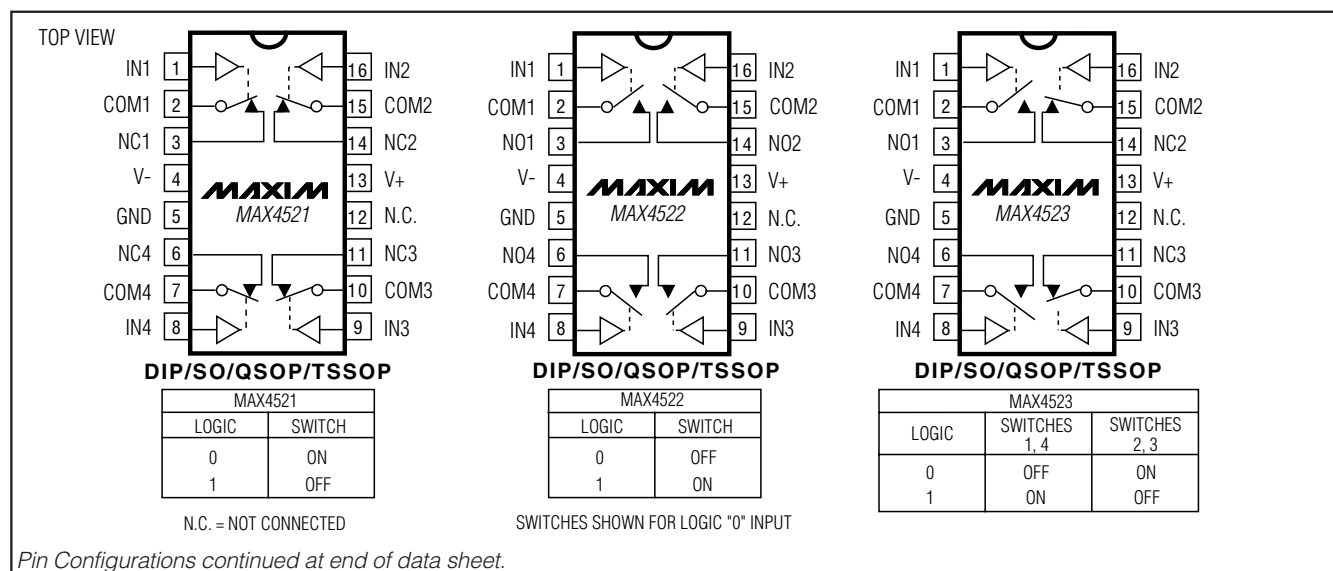 TOP VIEW
IN1 1 16 IN2
COM1 2 15 COM2
NC1 3 14 NC2
V- 4 13 V+
GND 5 12 N.C.
NC4 6 11 NC3
COM4 7 10 COM3
IN4 8 9 IN3
MAXIM
MAX4521
DIP/SO/QSOP/TSSOP
MAX4521
LOGIC SWITCH
0 ON
1 OFF
N.C. = NOT CONNECTED
IN1 1 16 IN2
COM1 2 15 COM2
NO1 3 14 NO2
V- 4 13 V+
GND 5 12 N.C.
NO4 6 11 NO3
COM4 7 10 COM3
IN4 8 9 IN3
MAXIM
MAX4522
DIP/SO/QSOP/TSSOP
MAX4522
LOGIC SWITCH
0 OFF
1 ON
SWITCHES SHOWN FOR LOGIC "0" INPUT
IN1 1 16 IN2
COM1 2 15 COM2
NO1 3 14 NC2
V- 4 13 V+
GND 5 12 N.C.
NO4 6 11 NC3
COM4 7 10 COM3
IN4 8 9 IN3
MAXIM
MAX4523
DIP/SO/QSOP/TSSOP
MAX4523
LOGIC SWITCHES 1, 4 SWITCHES 2, 3
0 OFF ON
1 ON OFF
Pin Configurations continued at end of data sheet.